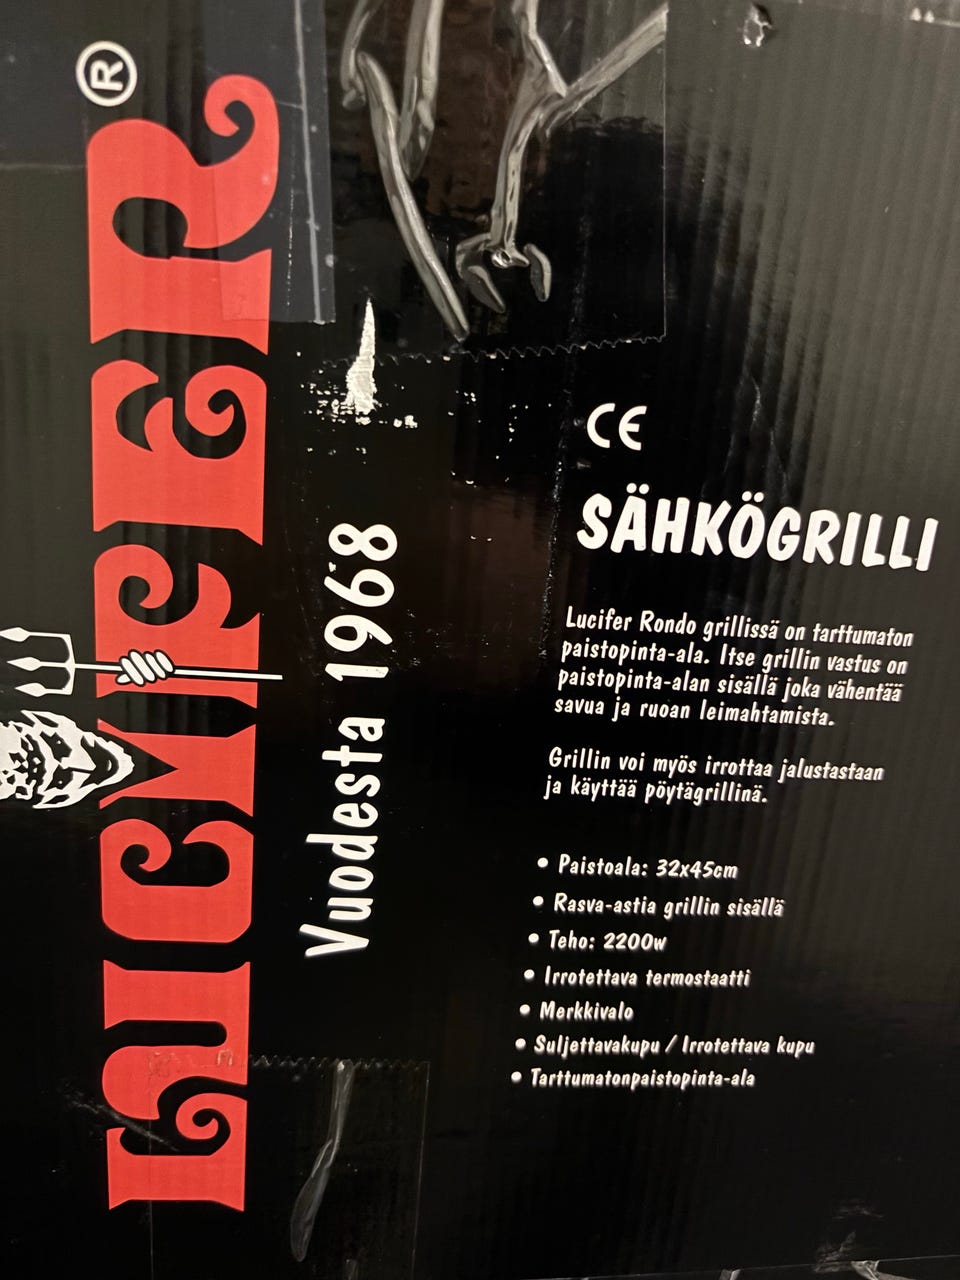 LUCIFER®
Vuodesta 1968
CE
SÄHKÖGRILLI
Lucifer Rondo grillissä on tarttumaton
paistopinta-ala. Itse grillin vastus on
paistopinta-alan sisällä joka vähentää
savua ja ruoan leimahtamista.
Grillin voi myös irrottaa jalustastaan
ja käyttää pöytägrillinä.
• Paistoala: 32x45cm
• Rasva-astia grillin sisällä
• Teho: 2200w
• Irrotettava termostaatti
• Merkkivalo
• Suljettavakupu / Irrotettava kupu
• Tarttumatonpaistopinta-ala